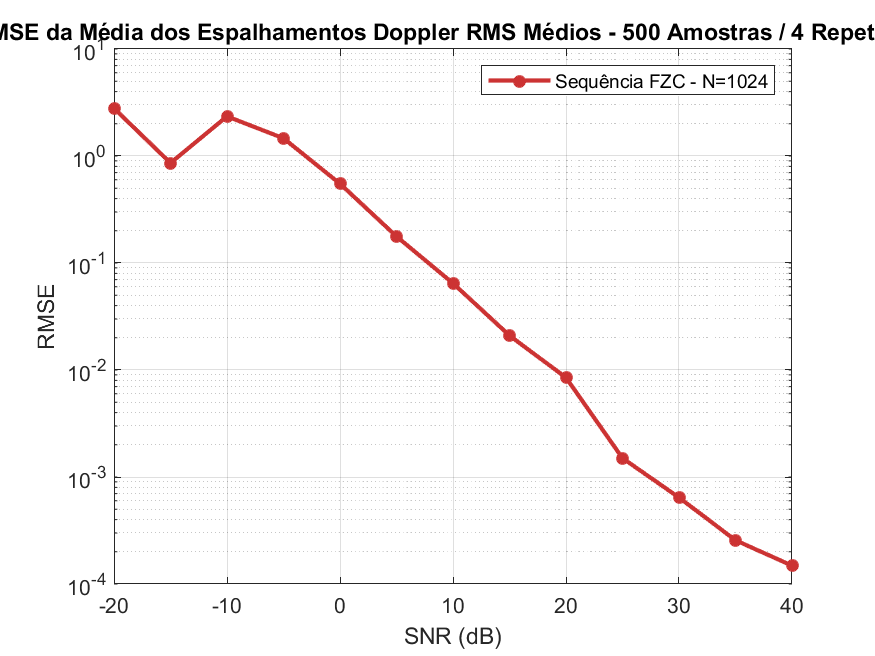 MSE da Média dos Espalhamentos Doppler RMS Médios - 500 Amostras / 4 Repet
10^1
Sequência FZC - N=1024
10^0
10^-1
RMSE
10^-2
10^-3
10^-4
-20 -10 0 10 20 30 40
SNR (dB)